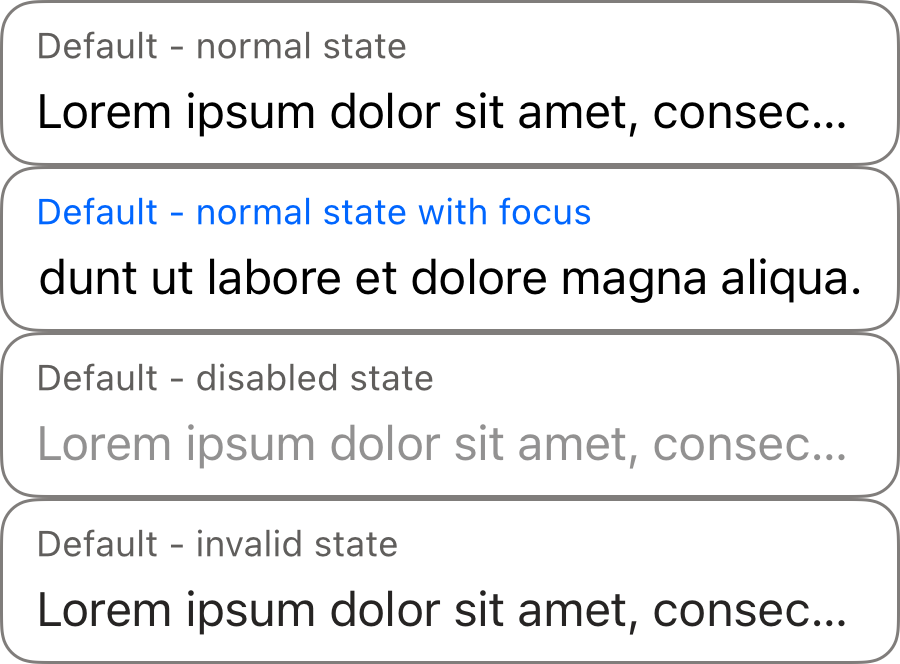 Default - normal state
Lorem ipsum dolor sit amet, consec...
Default - normal state with focus
dunt ut labore et dolore magna aliqua.
Default - disabled state
Lorem ipsum dolor sit amet, consec...
Default - invalid state
Lorem ipsum dolor sit amet, consec...